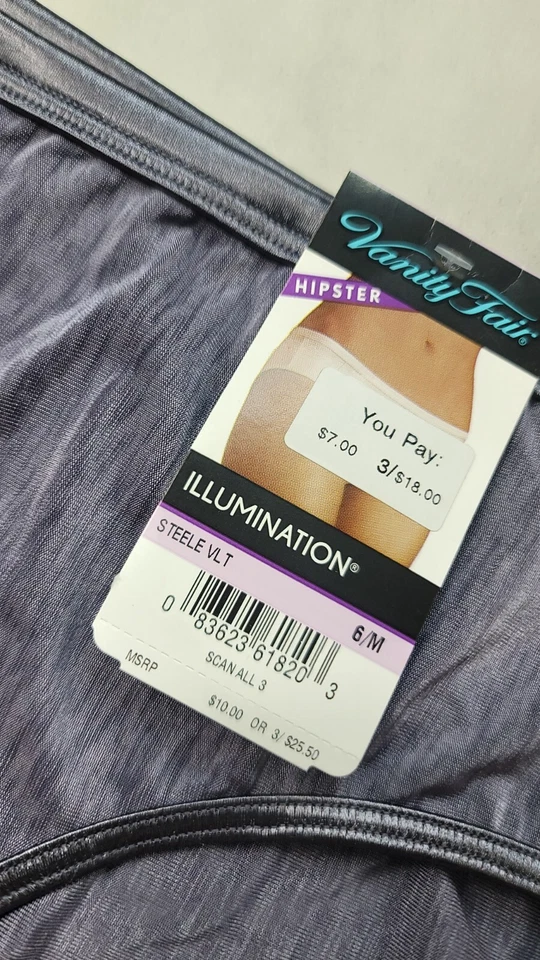 Vanity Fair®
HIPSTER
You Pay:
$7.00 3/$18.00
ILLUMINATION®
STEELE VLT
6/M
0 83623 61820 3
SCAN ALL 3
MSRP
$10.00 OR 3/ $25.50